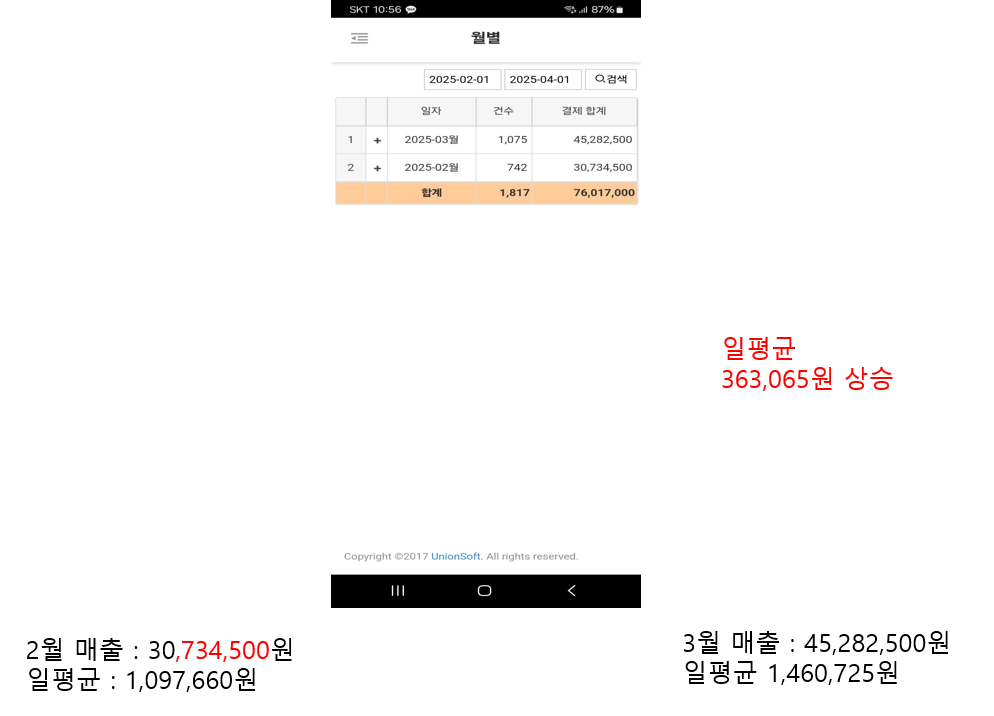 SKT 10:56 87%
월별
2025-02-01 2025-04-01 검색
일자 건수 결제 합계
1 + 2025-03월 1,075 45,282,500
2 + 2025-02월 742 30,734,500
합계 1,817 76,017,000
일평균
363,065원 상승
Copyright ©2017 UnionSoft. All rights reserved.
2월 매출 : 30,734,500원
일평균 : 1,097,660원
3월 매출 : 45,282,500원
일평균 1,460,725원